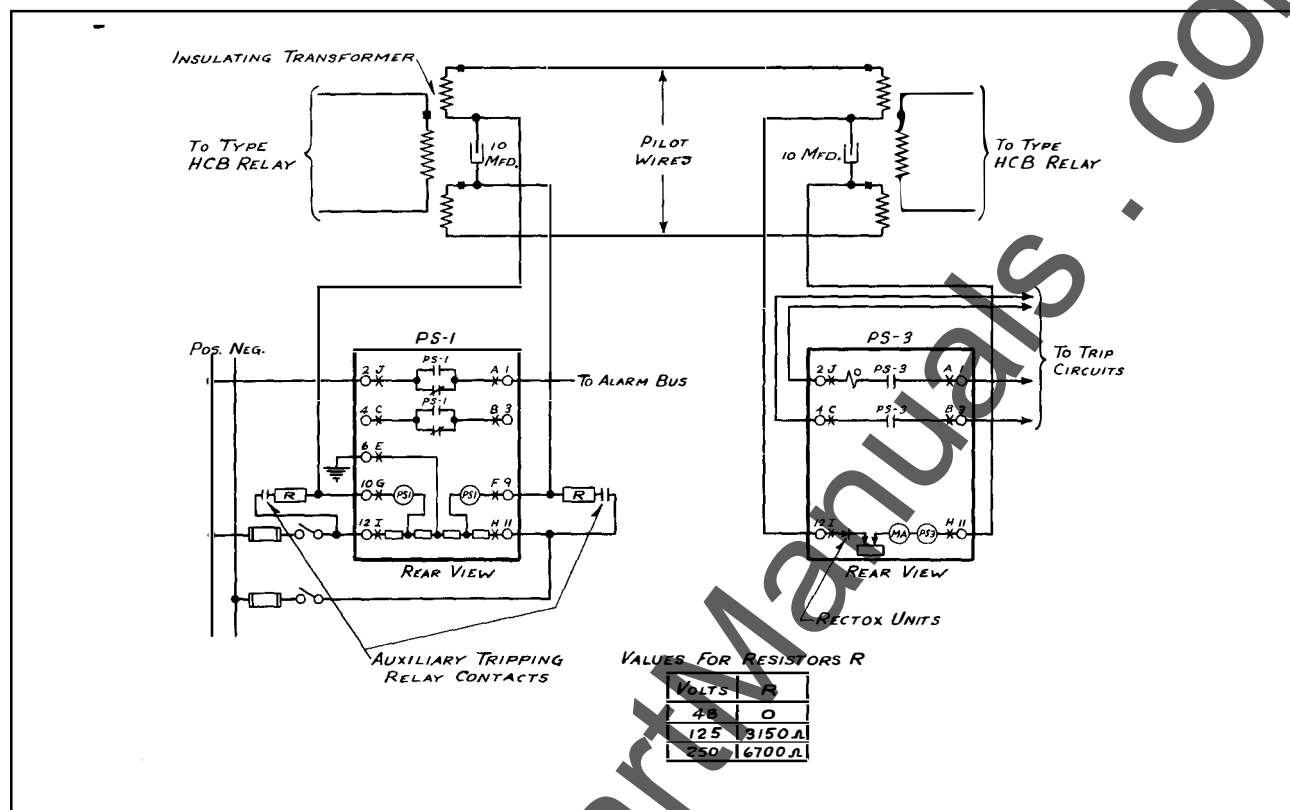 INSULATING TRANSFORMER
TO TYPE
HCB RELAY
10
MFD.
PILOT
WIRES
10 MFD.
TO TYPE
HCB RELAY
POS. NEG.
PS-1
2 J
PS-1
A 1
TO ALARM BUS
4 C
PS-1
B 3
6 E
R
10 G
PS1
PS1
F 9
R
12 I
H 11
REAR VIEW
AUXILIARY TRIPPING
RELAY CONTACTS
PS-3
2 J
PS-3
A 1
TO TRIP
CIRCUITS
4 C
PS-3
B 3
12 I
MA
PS3
H 11
REAR VIEW
RECTOX UNITS
VALUES FOR RESISTORS R
VOLTS R
48 0
125 3150Ω
250 6700Ω